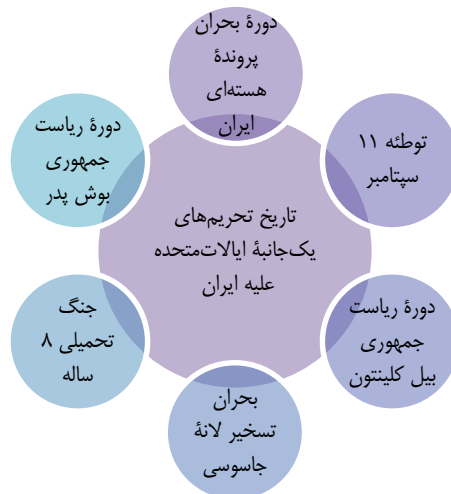 دورهٔ بحران
پروندهٔ
هسته‌ای
ایران
توطئه ۱۱
سپتامبر
دورهٔ ریاست
جمهوری
بیل کلینتون
بحران
تسخیر لانهٔ
جاسوسی
جنگ
تحمیلی ۸
ساله
دورهٔ ریاست
جمهوری
بوش پدر
تاریخ تحریم‌های
یک‌جانبهٔ ایالات‌متحده
علیه ایران